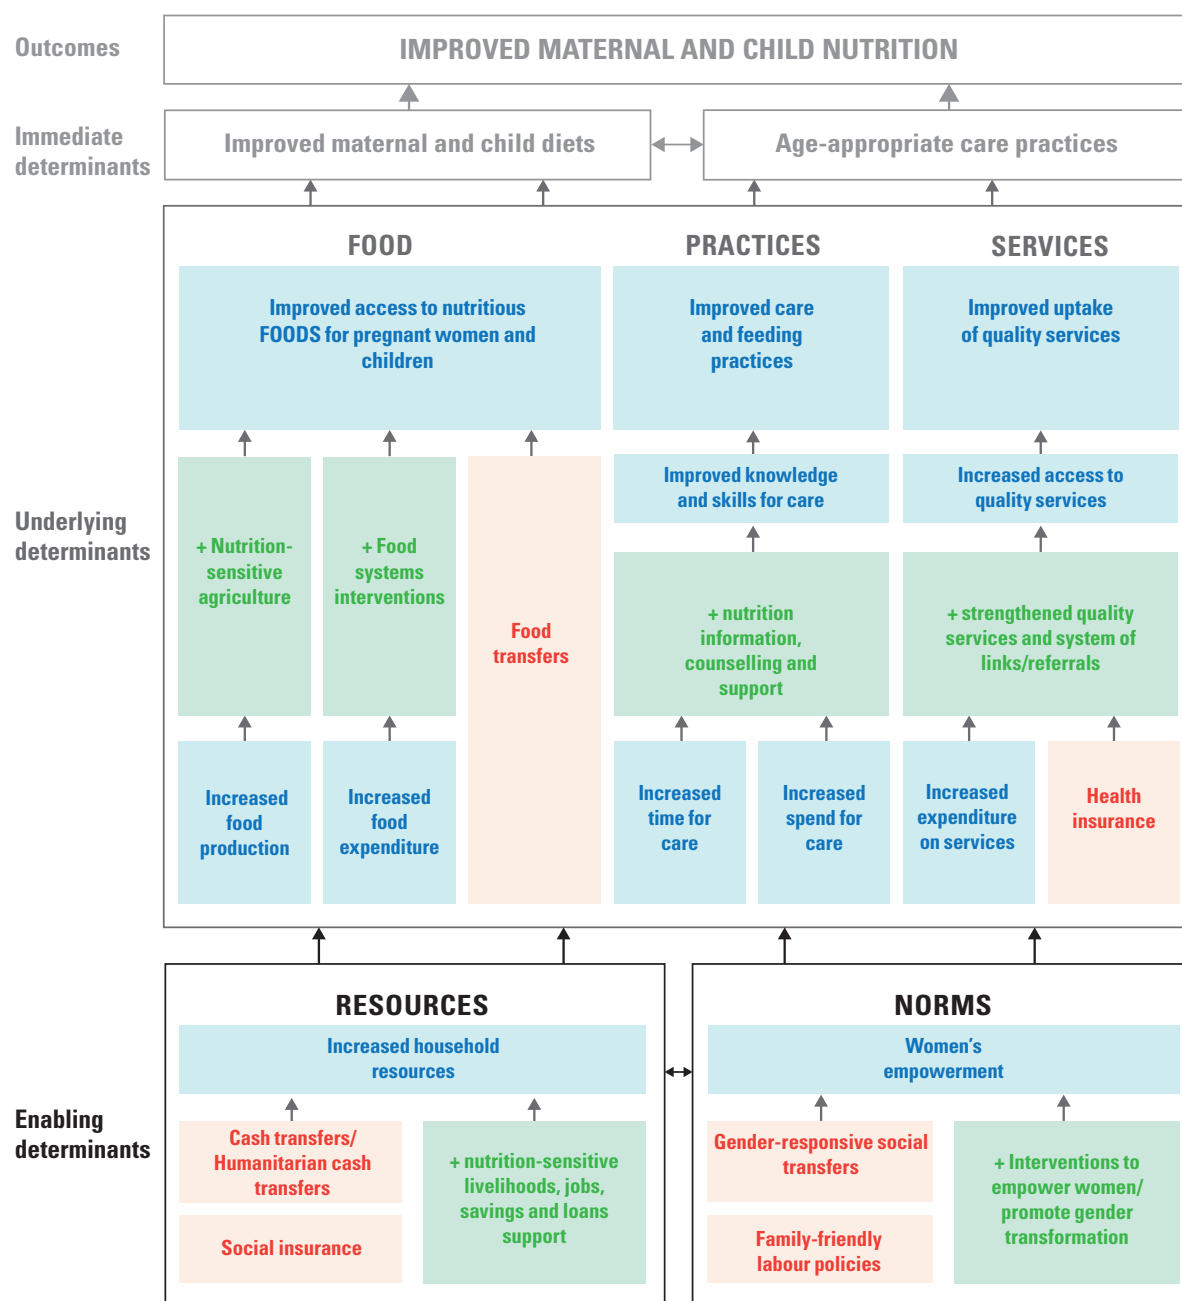 Outcomes
IMPROVED MATERNAL AND CHILD NUTRITION
Immediate
determinants
Improved maternal and child diets
Age-appropriate care practices
FOOD
PRACTICES
SERVICES
Improved access to nutritious
FOODS for pregnant women and
children
Improved care
and feeding
practices
Improved uptake
of quality services
Underlying
determinants
Improved knowledge
and skills for care
Increased access to
quality services
+ Nutrition-
sensitive
agriculture
+ Food
systems
interventions
Food
transfers
+ nutrition
information,
counselling and
support
+ strengthened quality
services and system of
links/referrals
Increased
food
production
Increased
food
expenditure
Increased
time for
care
Increased
spend for
care
Increased
expenditure
on services
Health
insurance
Enabling
determinants
RESOURCES
Increased household
resources
Cash transfers/
Humanitarian cash
transfers
Social insurance
+ nutrition-sensitive
livelihoods, jobs,
savings and loans
support
NORMS
Women's
empowerment
Gender-responsive social
transfers
Family-friendly
labour policies
+ Interventions to
empower women/
promote gender
transformation